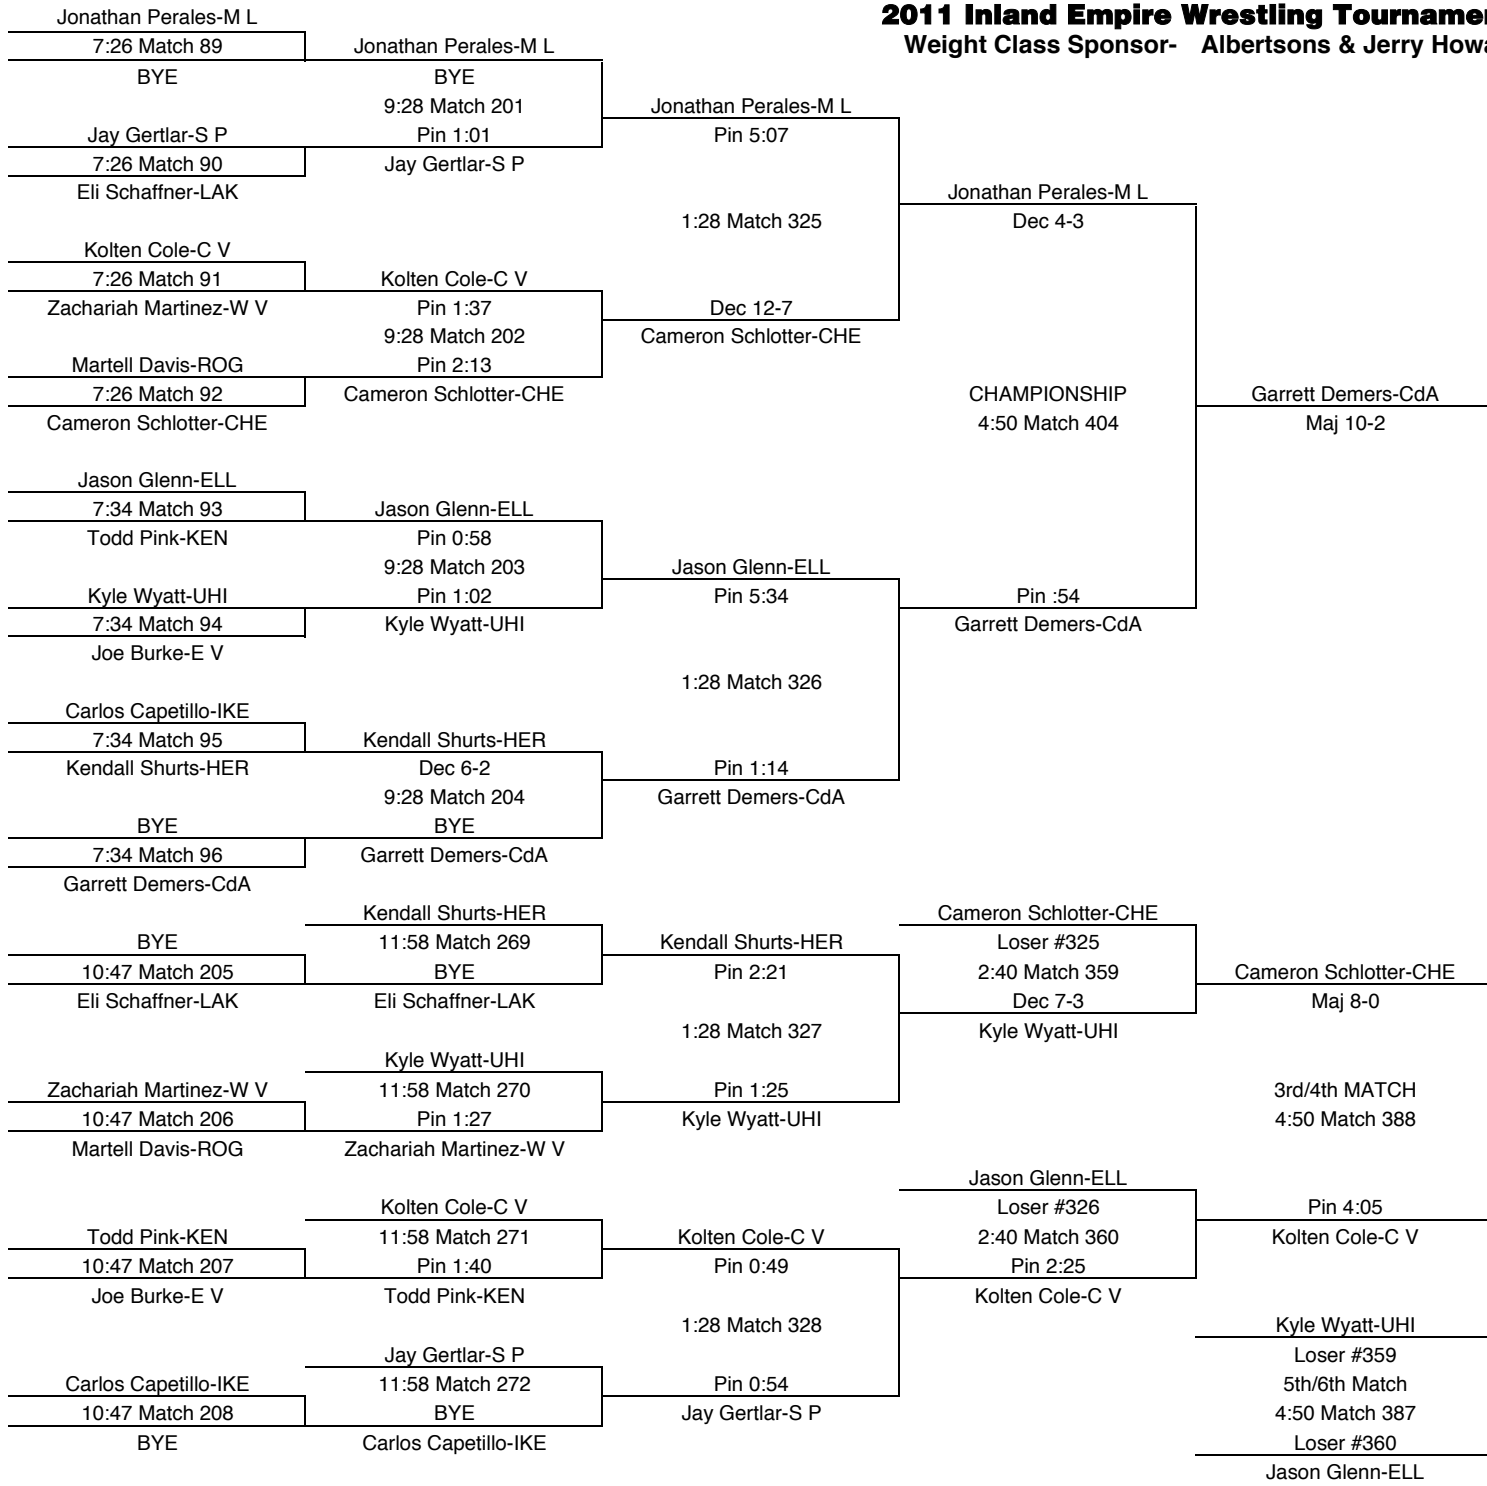 2011 Inland Empire Wrestling Tourname
Weight Class Sponsor- Albertsons & Jerry Howa
Jonathan Perales-M L
7:26 Match 89
BYE
Jay Gertlar-S P
7:26 Match 90
Eli Schaffner-LAK
Kolten Cole-C V
7:26 Match 91
Zachariah Martinez-W V
Martell Davis-ROG
7:26 Match 92
Cameron Schlotter-CHE
Jason Glenn-ELL
7:34 Match 93
Todd Pink-KEN
Kyle Wyatt-UHI
7:34 Match 94
Joe Burke-E V
Carlos Capetillo-IKE
7:34 Match 95
Kendall Shurts-HER
BYE
7:34 Match 96
Garrett Demers-CdA
Jonathan Perales-M L
BYE
9:28 Match 201
Pin 1:01
Jay Gertlar-S P
Kolten Cole-C V
Pin 1:37
9:28 Match 202
Pin 2:13
Cameron Schlotter-CHE
Jason Glenn-ELL
Pin 0:58
9:28 Match 203
Pin 1:02
Kyle Wyatt-UHI
Kendall Shurts-HER
Dec 6-2
9:28 Match 204
BYE
Garrett Demers-CdA
Jonathan Perales-M L
Pin 5:07
1:28 Match 325
Dec 12-7
Cameron Schlotter-CHE
Jason Glenn-ELL
Pin 5:34
1:28 Match 326
Pin 1:14
Garrett Demers-CdA
Jonathan Perales-M L
Dec 4-3
CHAMPIONSHIP
4:50 Match 404
Pin :54
Garrett Demers-CdA
Garrett Demers-CdA
Maj 10-2
BYE
10:47 Match 205
Eli Schaffner-LAK
Zachariah Martinez-W V
10:47 Match 206
Martell Davis-ROG
Todd Pink-KEN
10:47 Match 207
Joe Burke-E V
Carlos Capetillo-IKE
10:47 Match 208
BYE
Kendall Shurts-HER
11:58 Match 269
BYE
Eli Schaffner-LAK
Kyle Wyatt-UHI
11:58 Match 270
Pin 1:27
Zachariah Martinez-W V
Kolten Cole-C V
11:58 Match 271
Pin 1:40
Todd Pink-KEN
Jay Gertlar-S P
11:58 Match 272
BYE
Carlos Capetillo-IKE
Kendall Shurts-HER
Pin 2:21
1:28 Match 327
Pin 1:25
Kyle Wyatt-UHI
Kolten Cole-C V
Pin 0:49
1:28 Match 328
Pin 0:54
Jay Gertlar-S P
Cameron Schlotter-CHE
Loser #325
2:40 Match 359
Dec 7-3
Kyle Wyatt-UHI
Jason Glenn-ELL
Loser #326
2:40 Match 360
Pin 2:25
Kolten Cole-C V
Cameron Schlotter-CHE
Maj 8-0
3rd/4th MATCH
4:50 Match 388
Pin 4:05
Kolten Cole-C V
Kyle Wyatt-UHI
Loser #359
5th/6th Match
4:50 Match 387
Loser #360
Jason Glenn-ELL